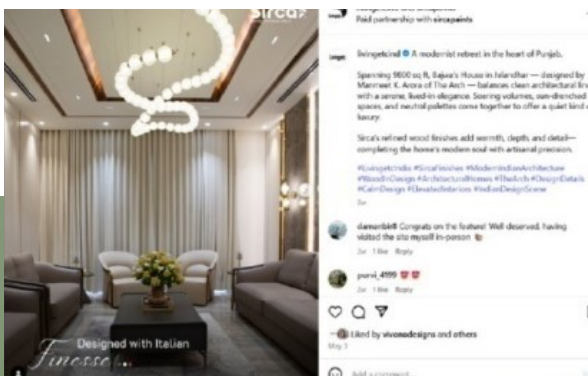 Sirca
Designed with Italian
Finesse...
Paid partnership with sircapaints
livingetcind A modernist retreat in the heart of Punjab.
Spanning 9800 sq ft, Bajwa's House in Jalandhar — designed by
Manmeet K. Arora of The Arch — balances clean architectural line
with a serene, lived-in elegance. Soaring volumes, sun-drenched
spaces, and neutral palettes come together to offer a quiet kind
luxury.
Sirca's refined wood finishes add warmth, depth, and detail—
completing the home's modern soul with artisanal precision.
#LivingetcIndia #SircaFinishes #ModernIndianArchitecture
#WoodInDesign #ArchitecturalHomes #TheArch #DesignDetails
#CalmDesign #ElevatedInteriors #IndianDesignScene
2w
damanbir8 Congrats on the feature! Well deserved, having
visited the site myself in-person
2w 1 like Reply
purvi_4199
2w 1 like Reply
Liked by vivonodesigns and others
May 3
Add a comment...